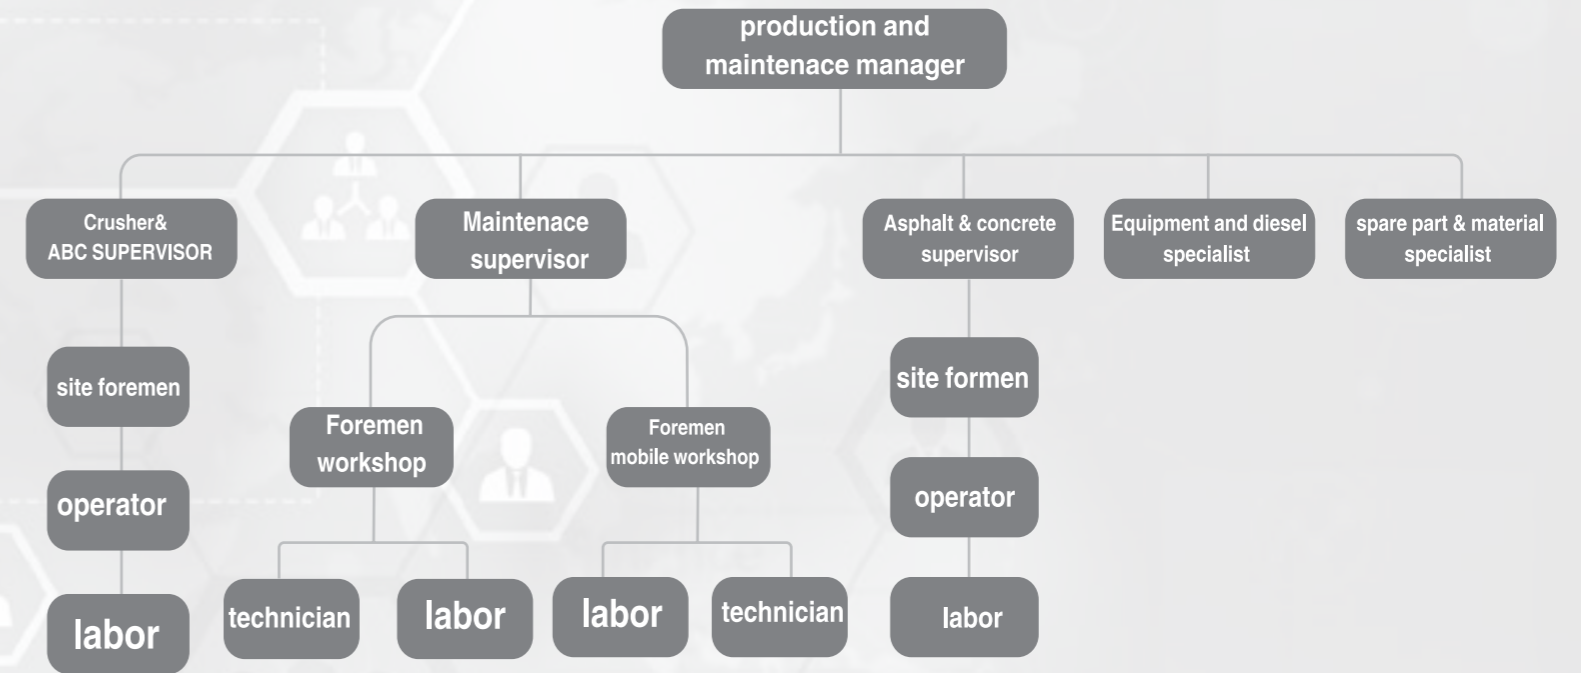 production and
maintenace manager
Crusher&
ABC SUPERVISOR
Maintenace
supervisor
Asphalt & concrete
supervisor
Equipment and diesel
specialist
spare part & material
specialist
site foremen
operator
labor
Foremen
workshop
technician
labor
Foremen
mobile workshop
labor
technician
site formen
operator
labor